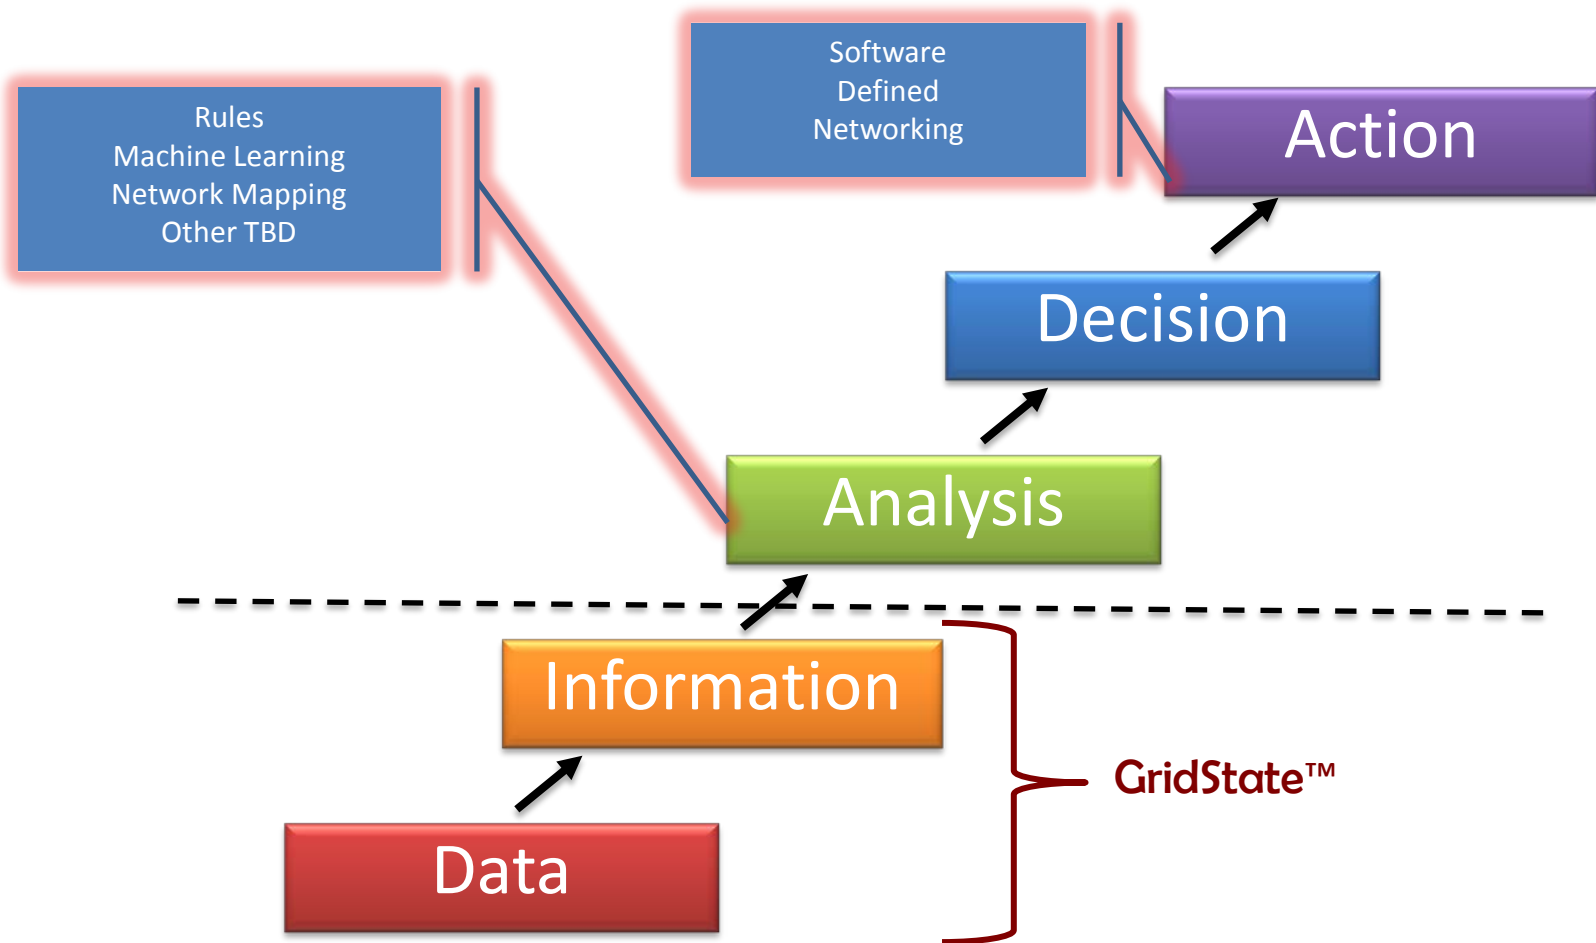 Software
Defined
Networking
Action
Rules
Machine Learning
Network Mapping
Other TBD
Decision
Analysis
Information
GridState™
Data